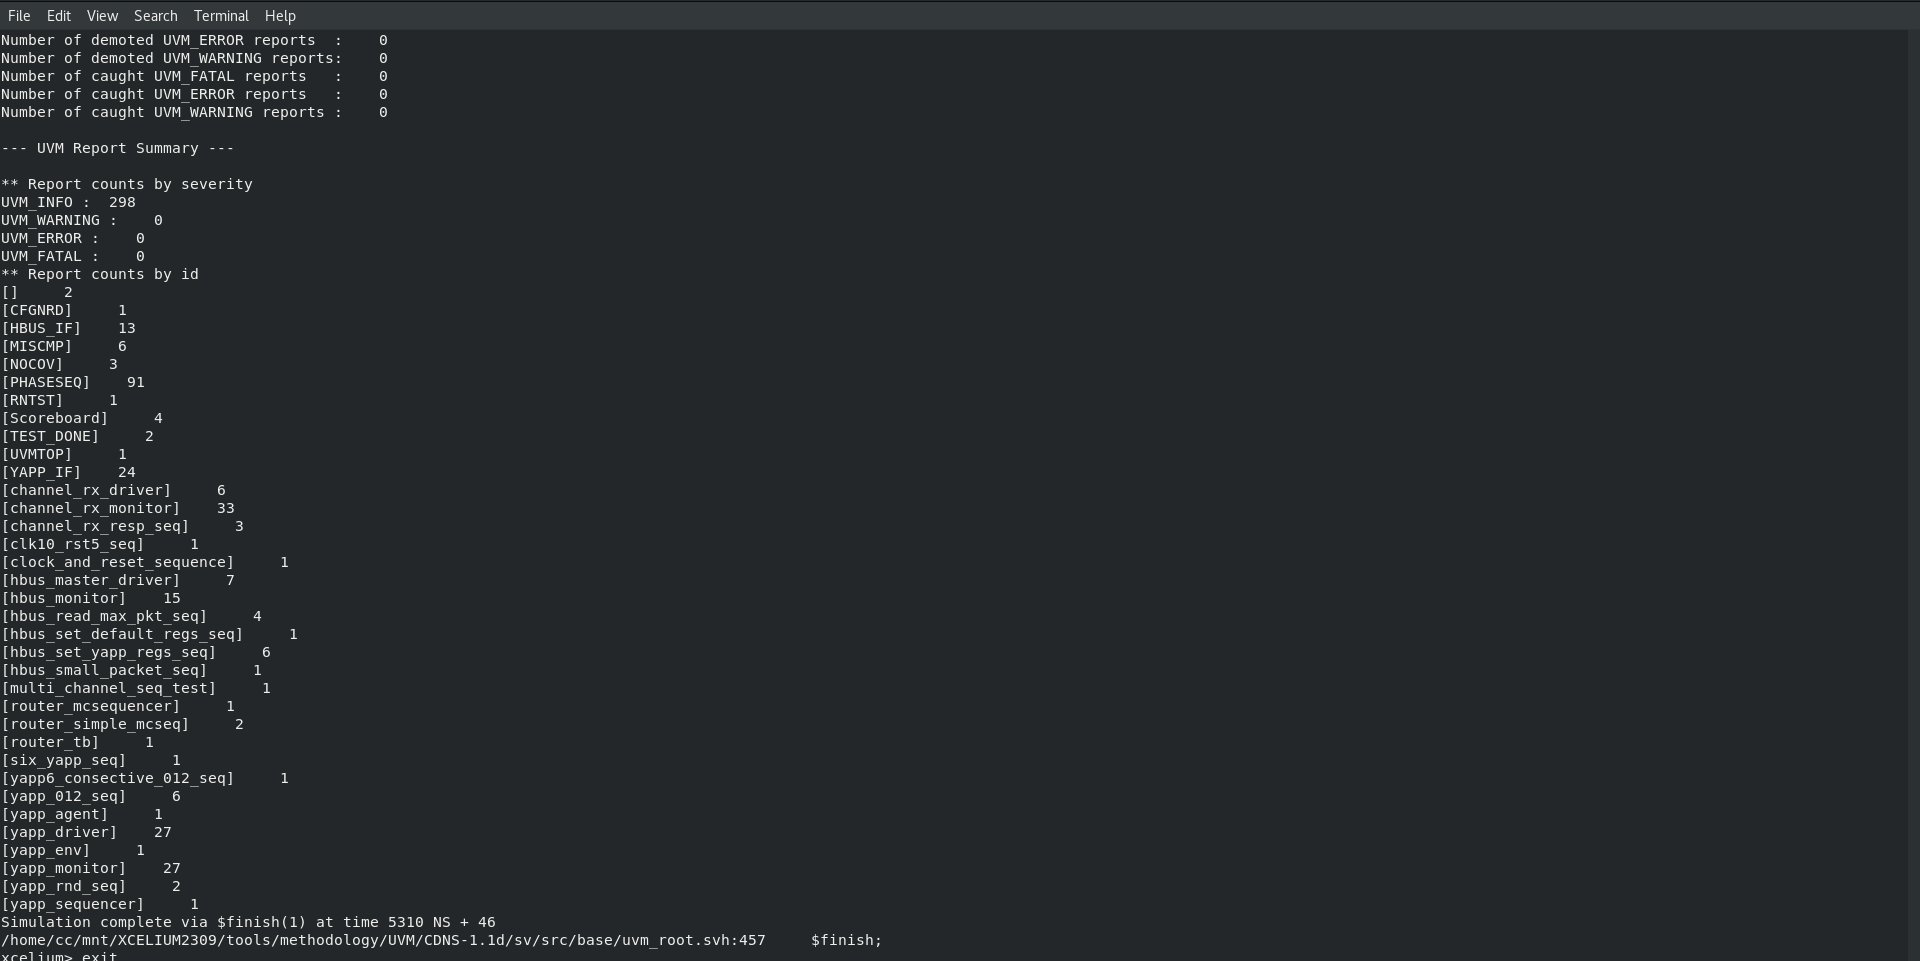 File Edit View Search Terminal Help
Number of demoted UVM_ERROR reports  :    0
Number of demoted UVM_WARNING reports:    0
Number of caught UVM_FATAL reports   :    0
Number of caught UVM_ERROR reports   :    0
Number of caught UVM_WARNING reports :    0
--- UVM Report Summary ---
** Report counts by severity
UVM_INFO :  298
UVM_WARNING :    0
UVM_ERROR :    0
UVM_FATAL :    0
** Report counts by id
[]     2
[CFGNRD]     1
[HBUS_IF]    13
[MISCMP]     6
[NOCOV]     3
[PHASESEQ]    91
[RNTST]     1
[Scoreboard]     4
[TEST_DONE]     2
[UVMTOP]     1
[YAPP_IF]    24
[channel_rx_driver]     6
[channel_rx_monitor]    33
[channel_rx_resp_seq]     3
[clk10_rst5_seq]     1
[clock_and_reset_sequence]     1
[hbus_master_driver]     7
[hbus_monitor]    15
[hbus_read_max_pkt_seq]     4
[hbus_set_default_regs_seq]     1
[hbus_set_yapp_regs_seq]     6
[hbus_small_packet_seq]     1
[multi_channel_seq_test]     1
[router_mcsequencer]     1
[router_simple_mcseq]     2
[router_tb]     1
[six_yapp_seq]     1
[yapp6_consective_012_seq]     1
[yapp_012_seq]     6
[yapp_agent]     1
[yapp_driver]    27
[yapp_env]     1
[yapp_monitor]    27
[yapp_rnd_seq]     2
[yapp_sequencer]     1
Simulation complete via $finish(1) at time 5310 NS + 46
/home/cc/mnt/XCELIUM2309/tools/methodology/UVM/CDNS-1.1d/sv/src/base/uvm_root.svh:457     $finish;
xcelium> exit